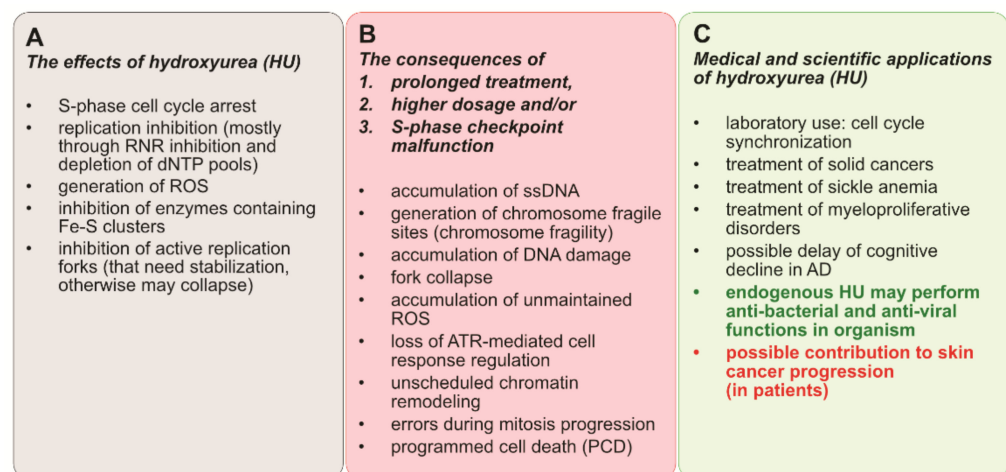 A
The effects of hydroxyurea (HU)
• S-phase cell cycle arrest
• replication inhibition (mostly
through RNR inhibition and
depletion of dNTP pools)
• generation of ROS
• inhibition of enzymes containing
Fe-S clusters
• inhibition of active replication
forks (that need stabilization,
otherwise may collapse)
B
The consequences of
1. prolonged treatment,
2. higher dosage and/or
3. S-phase checkpoint
malfunction
• accumulation of ssDNA
• generation of chromosome fragile
sites (chromosome fragility)
• accumulation of DNA damage
• fork collapse
• accumulation of unmaintained
ROS
• loss of ATR-mediated cell
response regulation
• unscheduled chromatin
remodeling
• errors during mitosis progression
• programmed cell death (PCD)
C
Medical and scientific applications
of hydroxyurea (HU)
• laboratory use: cell cycle
synchronization
• treatment of solid cancers
• treatment of sickle anemia
• treatment of myeloproliferative
disorders
• possible delay of cognitive
decline in AD
• endogenous HU may perform
anti-bacterial and anti-viral
functions in organism
• possible contribution to skin
cancer progression
(in patients)